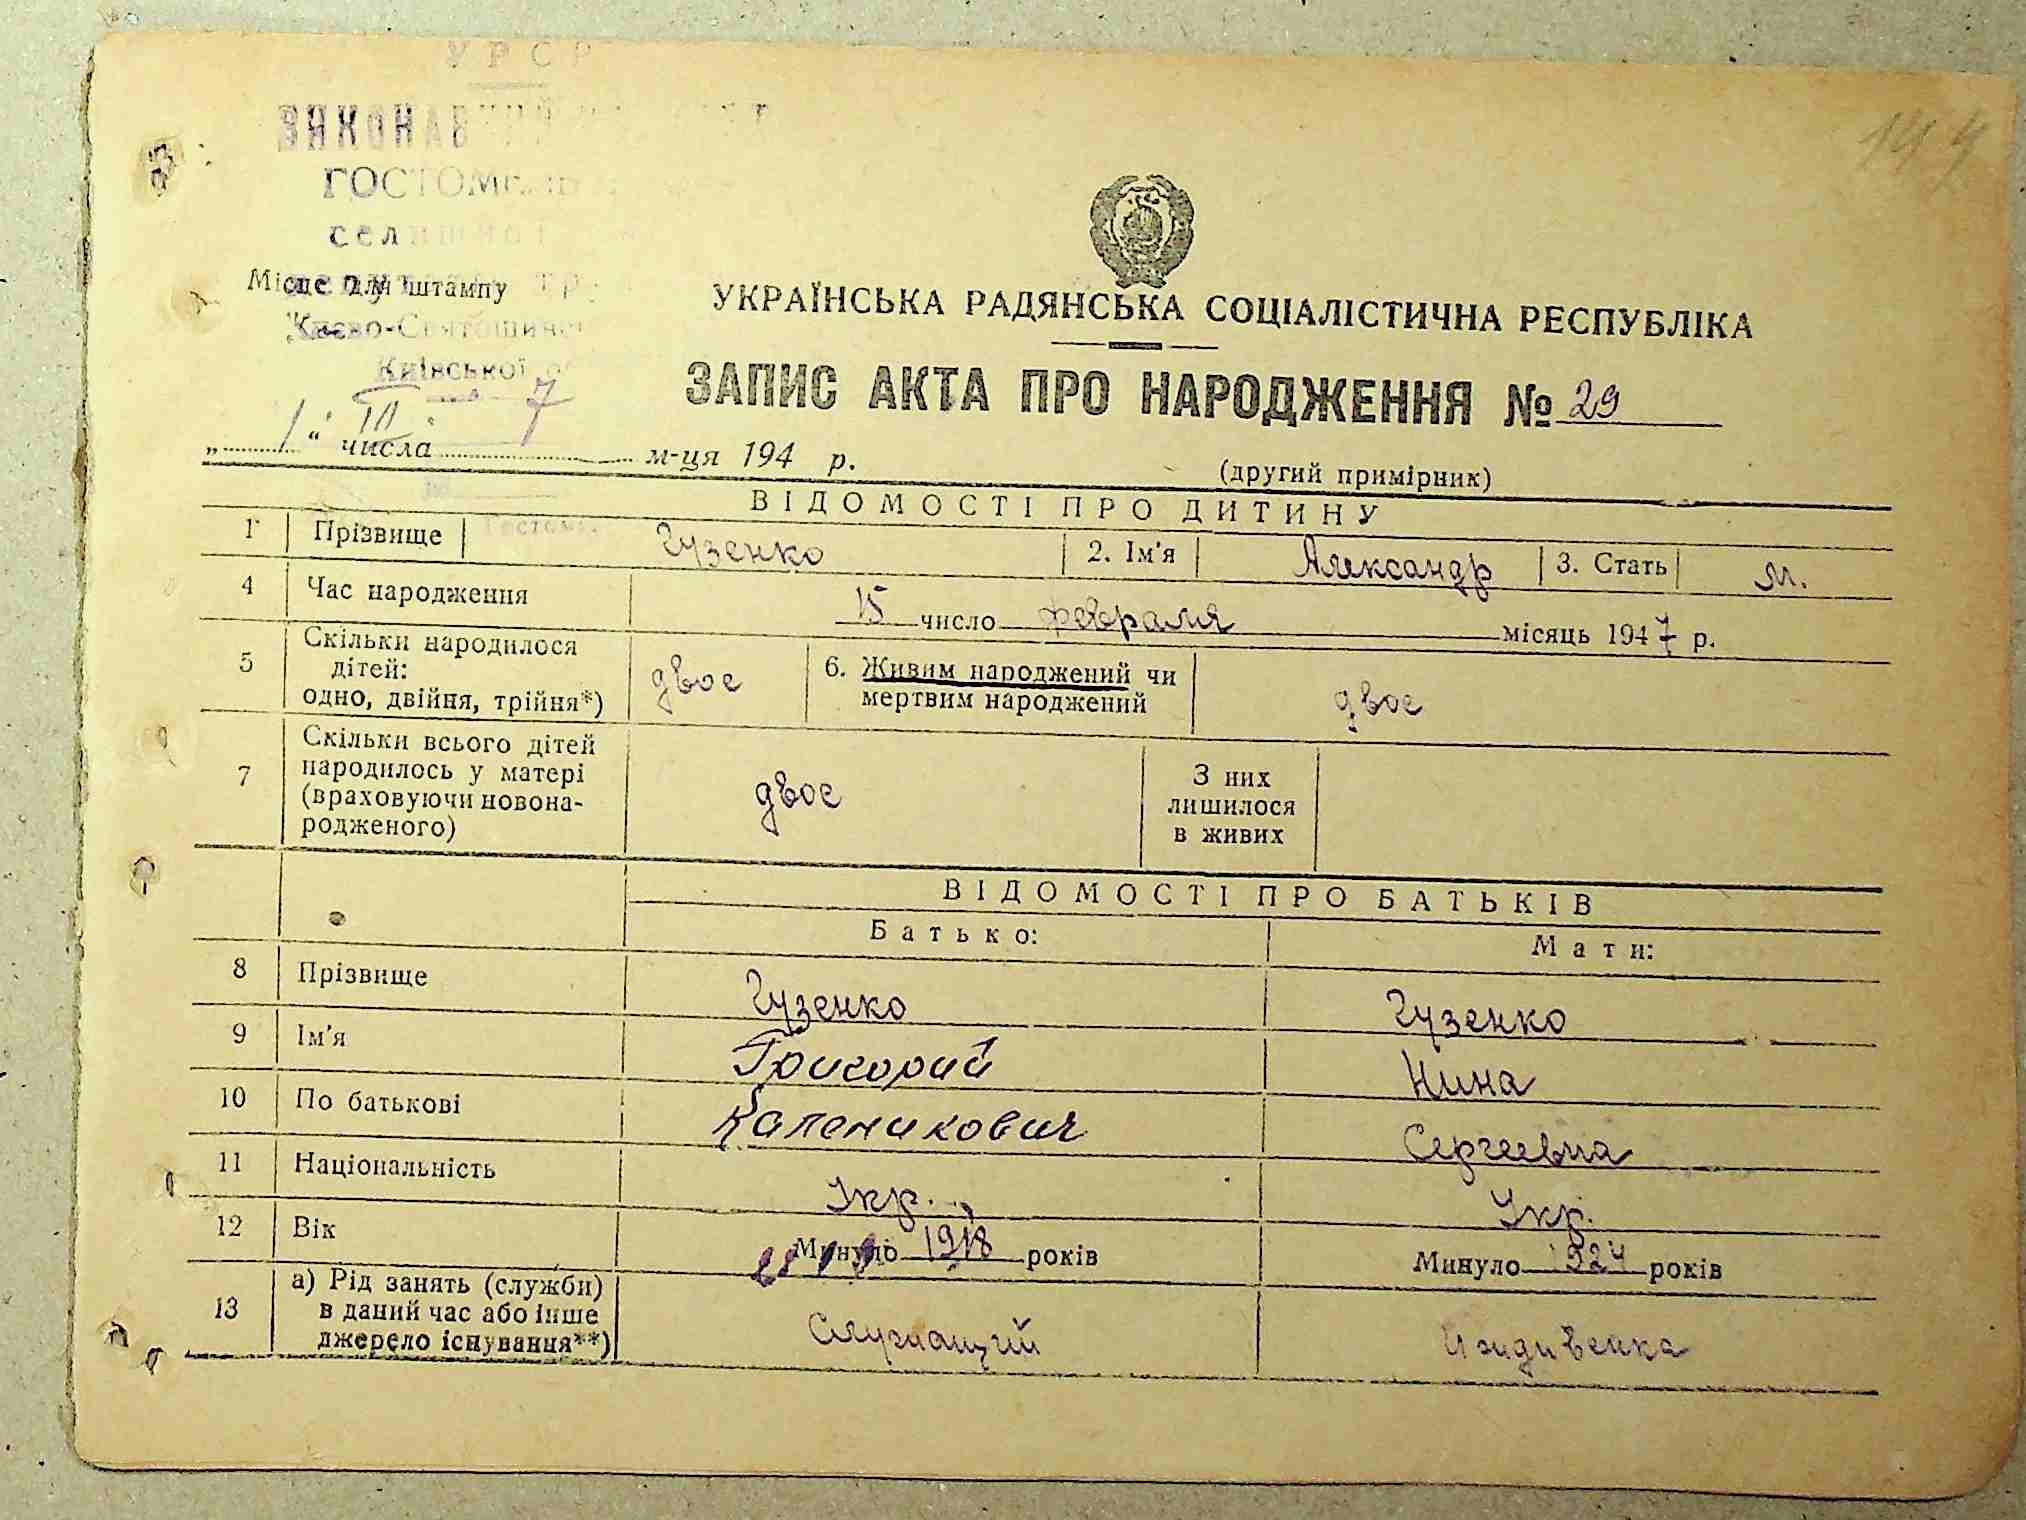 УРСР
ВИКОНАВ
ГОСТОМ
селищно
Місце для штампу
Києво-Святошинс
Київської
144
УКРАЇНСЬКА РАДЯНСЬКА СОЦІАЛІСТИЧНА РЕСПУБЛІКА
ЗАПИС АКТА ПРО НАРОДЖЕННЯ № 29
„ 1 “ числа III м-ця 194 7 р.
(другий примірник)
ВІДОМОСТІ ПРО ДИТИНУ
1 Прізвище Гузенко 2. Ім'я Александр 3. Стать м.
4 Час народження 15 число февраля місяць 1947 р.
5 Скільки народилося
дітей:
одно, двійня, трійня*) двое 6. Живим народжений чи
мертвим народжений двое
7 Скільки всього дітей
народилось у матері
(враховуючи новона-
родженого) двое З них
лишилося
в живих
ВІДОМОСТІ ПРО БАТЬКІВ
Батько: Мати:
8 Прізвище Гузенко Гузенко
9 Ім'я Григорий Нина
10 По батькові Каленикович Сергеевна
11 Національність Укр. Укр.
12 Вік Минуло 1918 років Минуло 1924 років
13 а) Рід занять (служби)
в даний час або інше
джерело існування**) Служащий Иждивенка